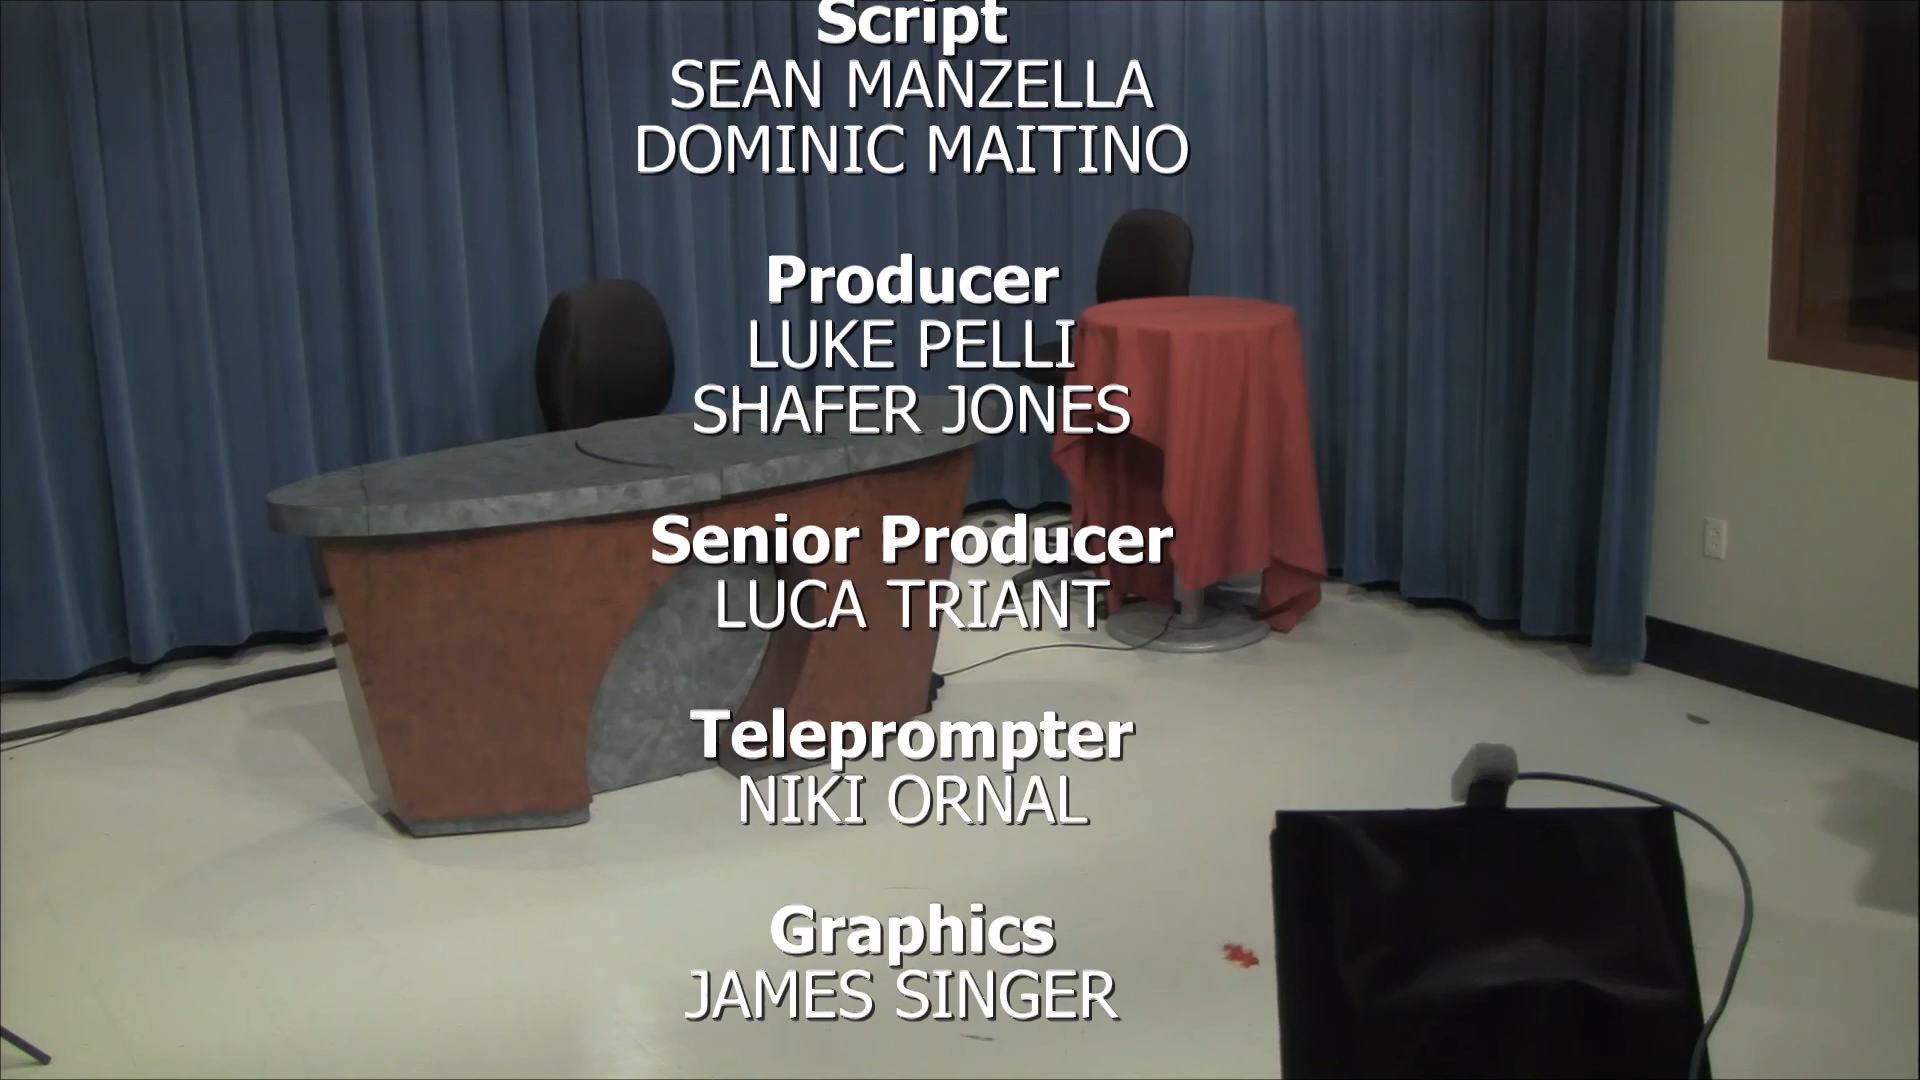 Script
SEAN MANZELLA
DOMINIC MAITINO
Producer
LUKE PELLI
SHAFER JONES
Senior Producer
LUCA TRIANT
Teleprompter
NIKI ORNAL
Graphics
JAMES SINGER